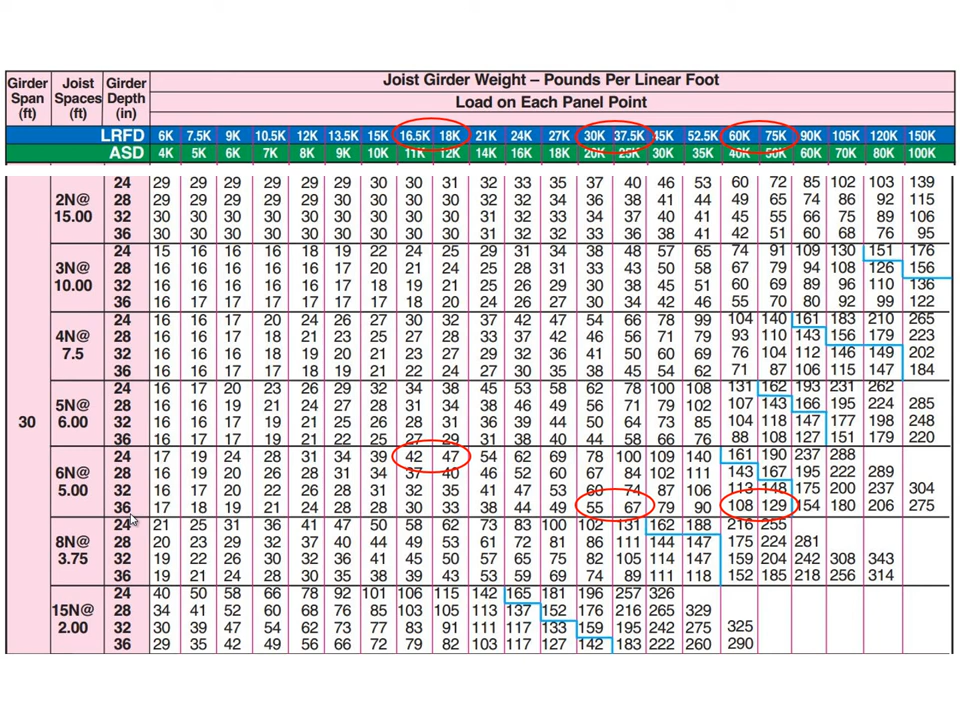 Joist Girder Weight – Pounds Per Linear Foot
Girder Span (ft) Joist Spaces (ft) Girder Depth (in) Load on Each Panel Point
LRFD 6K 7.5K 9K 10.5K 12K 13.5K 15K 16.5K 18K 21K 24K 27K 30K 37.5K 45K 52.5K 60K 75K 90K 105K 120K 150K
ASD 4K 5K 6K 7K 8K 9K 10K 11K 12K 14K 16K 18K 20K 25K 30K 35K 40K 50K 60K 70K 80K 100K
30
2N@ 15.00
24 29 29 29 29 29 29 30 30 31 32 33 35 37 40 46 53 60 72 85 102 103 139
28 29 29 29 29 29 29 30 30 30 32 32 34 36 38 41 44 49 65 74 86 92 115
32 30 30 30 30 30 30 30 30 30 31 32 33 34 37 40 41 45 55 66 75 89 106
36 30 30 30 30 30 30 30 30 30 31 32 32 33 36 38 41 42 51 60 68 76 95
3N@ 10.00
24 15 16 16 16 18 19 22 24 25 29 31 34 38 48 57 65 74 91 109 130 151 176
28 16 16 16 16 16 17 20 21 24 25 28 31 33 43 50 58 67 79 94 108 126 156
32 16 16 16 16 16 17 18 19 21 25 26 29 30 38 45 51 60 69 89 96 110 136
36 16 17 17 17 17 17 17 18 20 24 26 27 30 34 42 46 55 70 80 92 99 122
4N@ 7.5
24 16 16 17 20 24 26 27 30 32 37 42 47 54 66 78 99 104 140 161 183 210 265
28 16 16 17 18 21 23 25 27 28 33 37 42 46 56 71 79 93 110 143 156 179 223
32 16 16 16 18 19 20 21 23 27 29 33 37 41 50 60 69 76 104 112 146 149 202
36 16 16 17 17 18 19 21 22 24 27 30 35 38 45 54 62 71 87 106 115 147 184
5N@ 6.00
24 16 17 20 23 26 29 32 34 38 45 53 58 62 78 100 108 131 162 193 231 262
28 16 16 19 21 24 27 28 31 34 38 46 49 56 71 79 102 107 143 166 195 224 285
32 16 16 17 19 21 25 26 28 31 36 39 44 50 64 73 85 104 118 147 177 198 248
36 16 17 17 19 21 22 25 27 29 31 38 40 44 58 66 76 88 108 127 151 179 220
6N@ 5.00
24 17 19 24 28 31 34 39 42 47 54 62 69 78 100 109 140 161 190 237 288
28 16 19 20 26 28 31 34 37 40 46 52 60 67 84 102 111 143 167 195 222 289
32 16 17 20 22 26 28 31 32 35 41 47 53 60 74 87 106 113 148 175 200 237 304
36 17 18 19 21 24 28 28 30 33 38 44 49 55 67 79 90 108 129 154 180 206 275
8N@ 3.75
24 21 25 31 36 41 47 50 58 62 73 83 100 102 131 162 188 216 255
28 20 23 29 32 37 40 44 49 53 61 72 81 86 111 144 147 175 224 281
32 19 22 26 30 32 36 41 45 50 57 65 75 82 105 114 147 159 204 242 308 343
36 19 21 24 28 30 35 38 39 43 53 59 69 74 89 111 118 152 185 218 256 314
15N@ 2.00
24 40 50 58 66 78 92 101 106 115 142 165 181 196 257 326
28 34 41 52 60 68 76 85 103 105 113 137 152 176 216 265 329
32 30 39 47 54 62 73 77 83 91 111 117 133 159 195 242 275 325
36 29 35 42 49 56 66 72 79 82 103 117 127 142 183 222 260 290